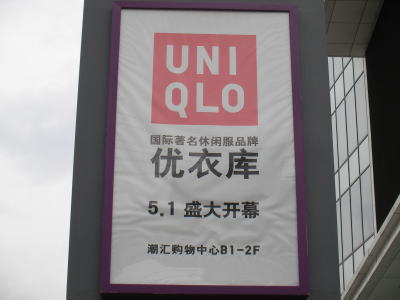 UNI
QLO
国际著名休闲服品牌
优衣库
5.1 盛大开幕
潮汇购物中心B1-2F